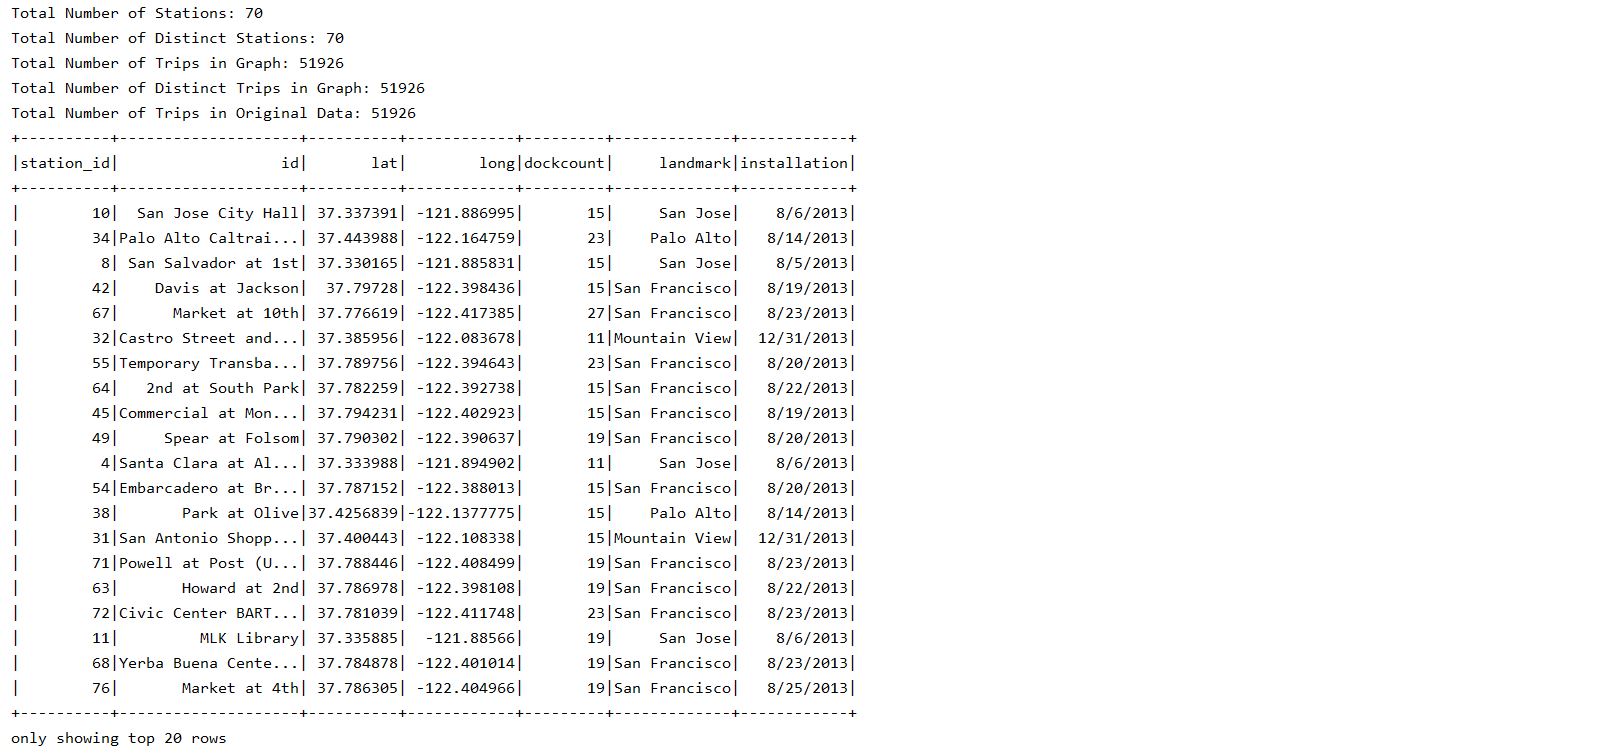 Total Number of Stations: 70
Total Number of Distinct Stations: 70
Total Number of Trips in Graph: 51926
Total Number of Distinct Trips in Graph: 51926
Total Number of Trips in Original Data: 51926
+----------+--------------------+----------+------------+---------+-------------+------------+
|station_id|                  id|       lat|        long|dockcount|     landmark|installation|
+----------+--------------------+----------+------------+---------+-------------+------------+
|        10|  San Jose City Hall| 37.337391| -121.886995|       15|     San Jose|    8/6/2013|
|        34|Palo Alto Caltrai...| 37.443988| -122.164759|       23|    Palo Alto|   8/14/2013|
|         8| San Salvador at 1st| 37.330165| -121.885831|       15|     San Jose|    8/5/2013|
|        42|    Davis at Jackson|  37.79728| -122.398436|       15|San Francisco|   8/19/2013|
|        67|      Market at 10th| 37.776619| -122.417385|       27|San Francisco|   8/23/2013|
|        32|Castro Street and...| 37.385956| -122.083678|       11|Mountain View|  12/31/2013|
|        55|Temporary Transba...| 37.789756| -122.394643|       23|San Francisco|   8/20/2013|
|        64|   2nd at South Park| 37.782259| -122.392738|       15|San Francisco|   8/22/2013|
|        45|Commercial at Mon...| 37.794231| -122.402923|       15|San Francisco|   8/19/2013|
|        49|     Spear at Folsom| 37.790302| -122.390637|       19|San Francisco|   8/20/2013|
|         4|Santa Clara at Al...| 37.333988| -121.894902|       11|     San Jose|    8/6/2013|
|        54|Embarcadero at Br...| 37.787152| -122.388013|       15|San Francisco|   8/20/2013|
|        38|       Park at Olive|37.4256839|-122.1377775|       15|    Palo Alto|   8/14/2013|
|        31|San Antonio Shopp...| 37.400443| -122.108338|       15|Mountain View|  12/31/2013|
|        71|Powell at Post (U...| 37.788446| -122.408499|       19|San Francisco|   8/23/2013|
|        63|       Howard at 2nd| 37.786978| -122.398108|       19|San Francisco|   8/22/2013|
|        72|Civic Center BART...| 37.781039| -122.411748|       23|San Francisco|   8/23/2013|
|        11|         MLK Library| 37.335885|  -121.88566|       19|     San Jose|    8/6/2013|
|        68|Yerba Buena Cente...| 37.784878| -122.401014|       19|San Francisco|   8/23/2013|
|        76|       Market at 4th| 37.786305| -122.404966|       19|San Francisco|   8/25/2013|
+----------+--------------------+----------+------------+---------+-------------+------------+
only showing top 20 rows